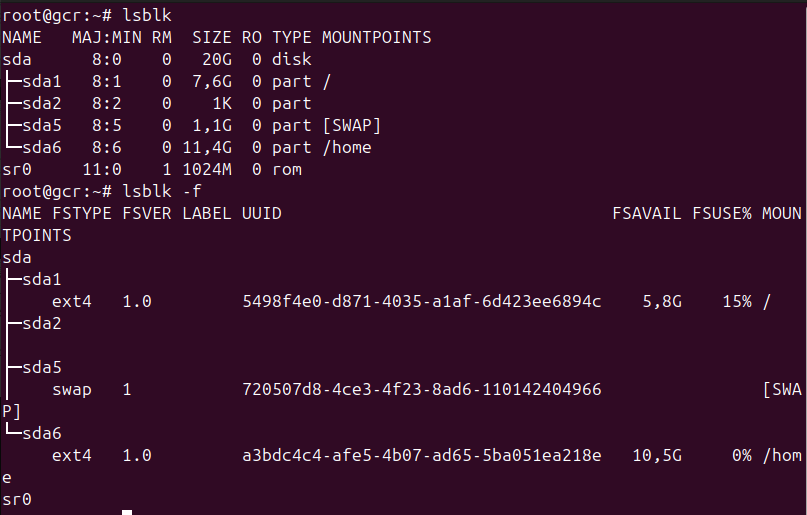 root@gcr:~# lsblk
NAME   MAJ:MIN RM   SIZE RO TYPE MOUNTPOINTS
sda      8:0    0    20G  0 disk
├─sda1   8:1    0   7,6G  0 part /
├─sda2   8:2    0     1K  0 part
├─sda5   8:5    0   1,1G  0 part [SWAP]
└─sda6   8:6    0  11,4G  0 part /home
sr0     11:0    1  1024M  0 rom
root@gcr:~# lsblk -f
NAME FSTYPE FSVER LABEL UUID                                 FSAVAIL FSUSE% MOUN
TPOINTS
sda
├─sda1
│    ext4   1.0         5498f4e0-d871-4035-a1af-6d423ee6894c    5,8G    15% /
├─sda2
│
├─sda5
│    swap   1           720507d8-4ce3-4f23-8ad6-110142404966                [SWA
P]
└─sda6
     ext4   1.0         a3bdc4c4-afe5-4b07-ad65-5ba051ea218e   10,5G     0% /hom
e
sr0